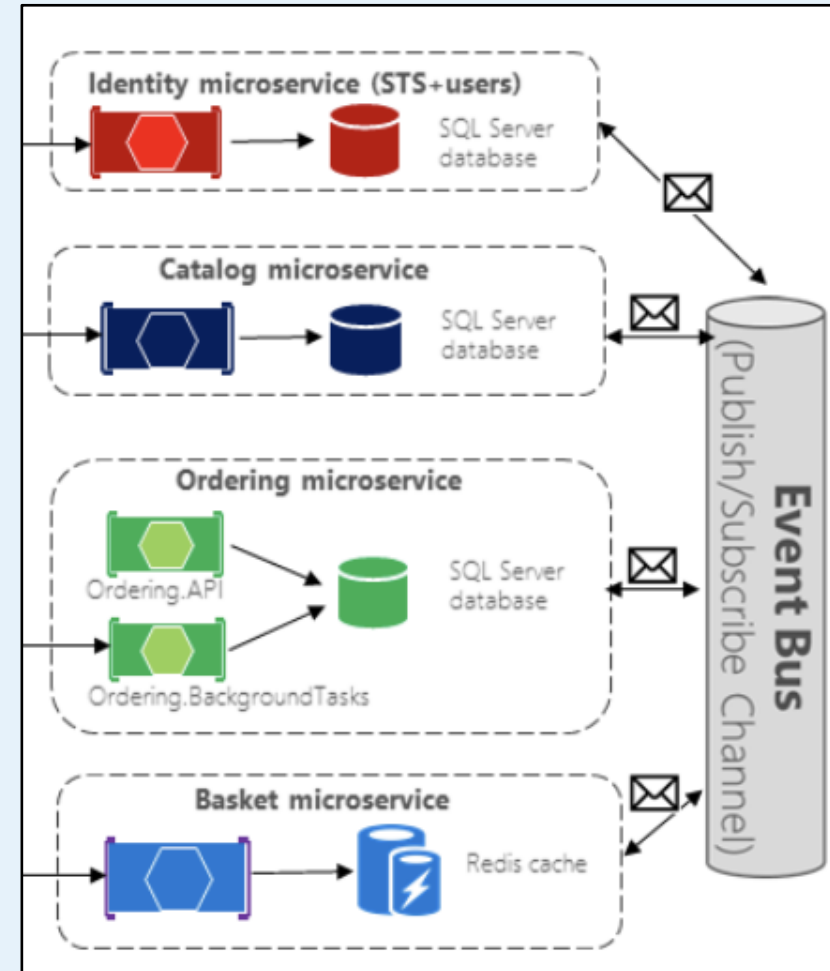 Identity microservice (STS+users)
SQL Server
database
Catalog microservice
SQL Server
database
Ordering microservice
Ordering.API
SQL Server
database
Ordering.BackgroundTasks
Basket microservice
Redis cache
Event Bus
(Publish/Subscribe Channel)